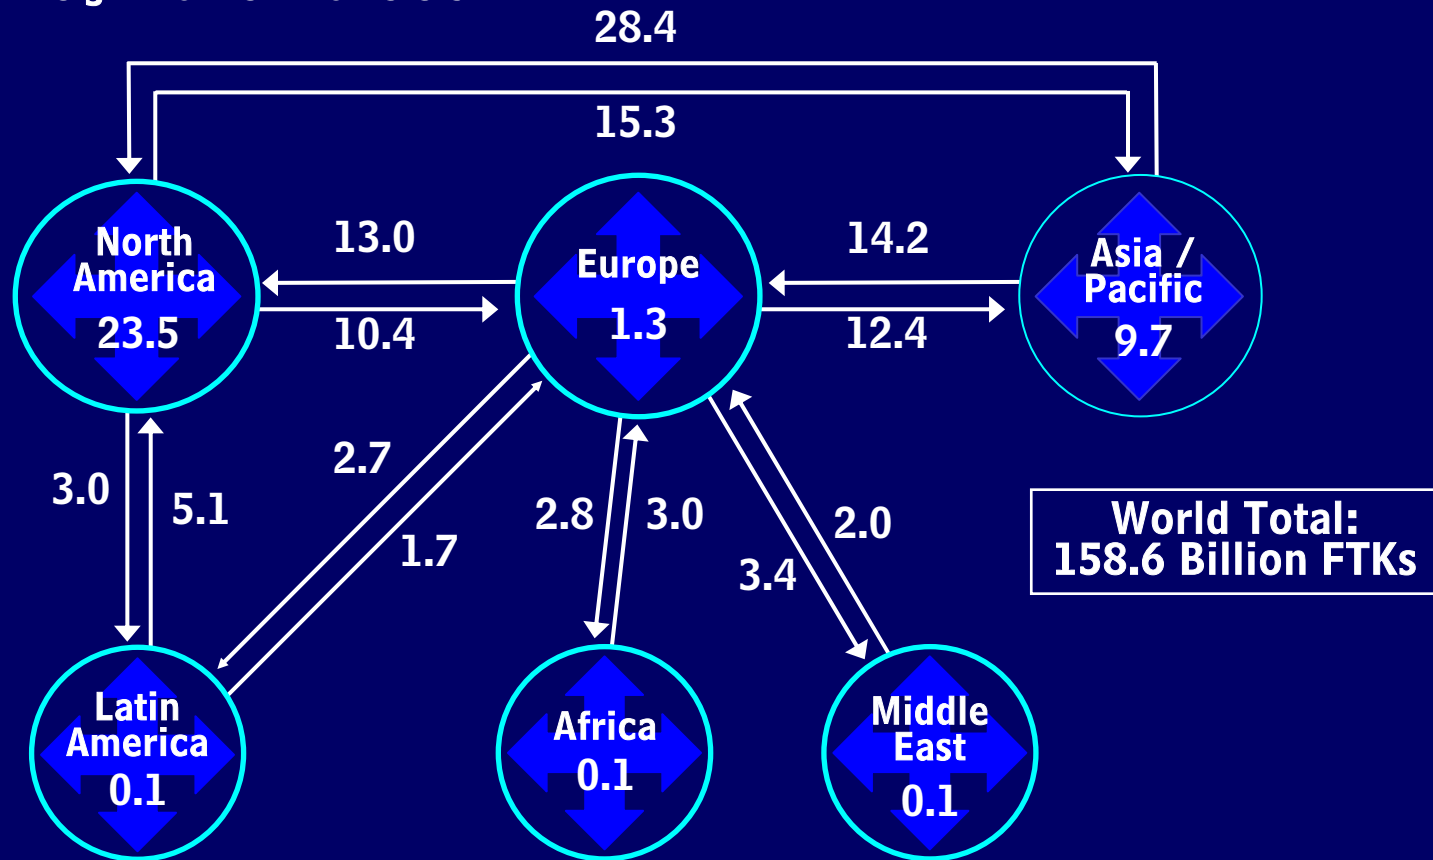 28.4
15.3
North
America
23.5
13.0
10.4
Europe
1.3
14.2
12.4
Asia /
Pacific
9.7
3.0
5.1
2.7
1.7
2.8
3.0
3.4
2.0
World Total:
158.6 Billion FTKs
Latin
America
0.1
Africa
0.1
Middle
East
0.1